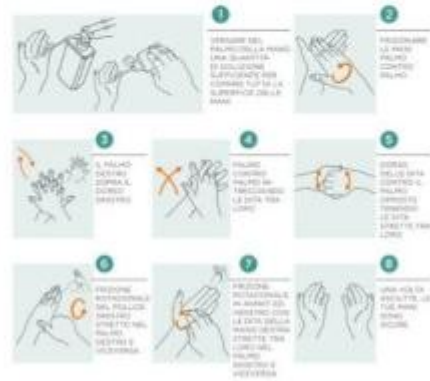 1
VERSARE NEL
PALMO DELLA MANO
UNA QUANTITÀ
DI SOLUZIONE
SUFFICIENTE PER
COPRIRE TUTTA LA
SUPERFICIE DELLE
MANI
2
FRIZIONARE
LE MANI
PALMO
CONTRO
PALMO
3
IL PALMO
DESTRO
SOPRA IL
DORSO
SINISTRO
4
PALMO
CONTRO
PALMO IN-
TRECCIANDO
LE DITA TRA
LORO
5
DORSO
DELLE DITA
CONTRO IL
PALMO
OPPOSTO
TENENDO
LE DITA
STRETTE TRA
LORO
6
FRIZIONE
ROTAZIONALE
DEL POLLICE
SINISTRO
STRETTO NEL
PALMO
DESTRO E
VICEVERSA
7
FRIZIONE
ROTAZIONALE,
IN AVANTI ED
INDIETRO CON
LE DITA DELLA
MANO DESTRA
STRETTE TRA
LORO NEL
PALMO
SINISTRO E
VICEVERSA
8
UNA VOLTA
ASCIUTTE, LE
TUE MANI
SONO
SICURE